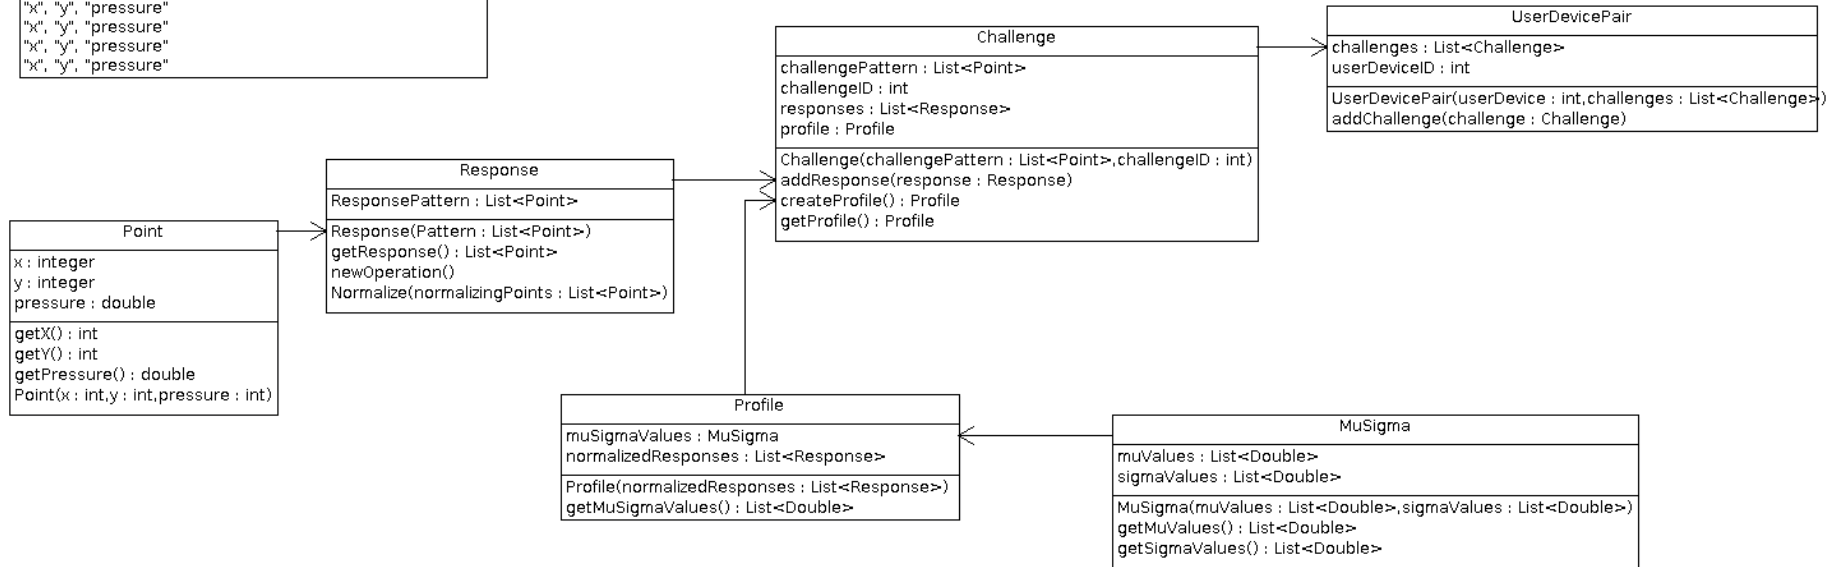 "x", "y", "pressure"
"x", "y", "pressure"
"x", "y", "pressure"
"x", "y", "pressure"
Point
x : integer
y : integer
pressure : double
getX() : int
getY() : int
getPressure() : double
Point(x : int,y : int,pressure : int)
Response
ResponsePattern : List<Point>
Response(Pattern : List<Point>)
getResponse() : List<Point>
newOperation()
Normalize(normalizingPoints : List<Point>)
Challenge
challengePattern : List<Point>
challengeID : int
responses : List<Response>
profile : Profile
Challenge(challengePattern : List<Point>,challengeID : int)
addResponse(response : Response)
createProfile() : Profile
getProfile() : Profile
UserDevicePair
challenges : List<Challenge>
userDeviceID : int
UserDevicePair(userDevice : int,challenges : List<Challenge>)
addChallenge(challenge : Challenge)
Profile
muSigmaValues : MuSigma
normalizedResponses : List<Response>
Profile(normalizedResponses : List<Response>)
getMuSigmaValues() : List<Double>
MuSigma
muValues : List<Double>
sigmaValues : List<Double>
MuSigma(muValues : List<Double>,sigmaValues : List<Double>)
getMuValues() : List<Double>
getSigmaValues() : List<Double>